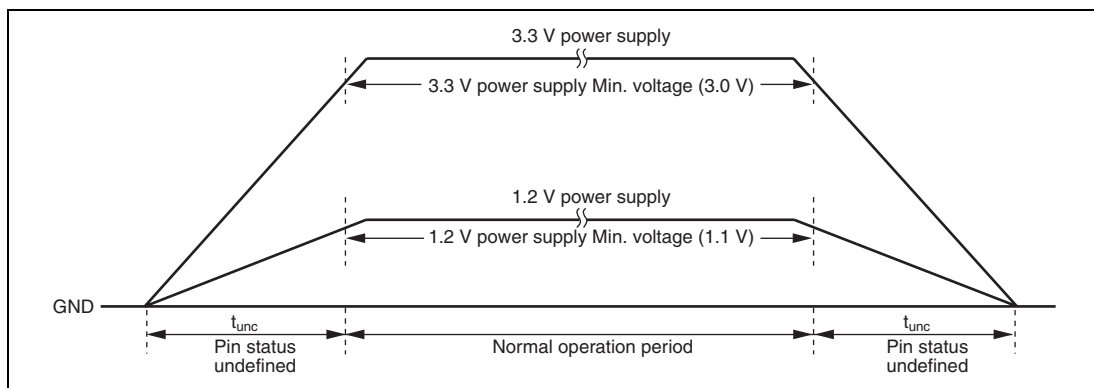 3.3 V power supply
3.3 V power supply Min. voltage (3.0 V)
1.2 V power supply
1.2 V power supply Min. voltage (1.1 V)
GND
tunc
Pin status
undefined
Normal operation period
tunc
Pin status
undefined